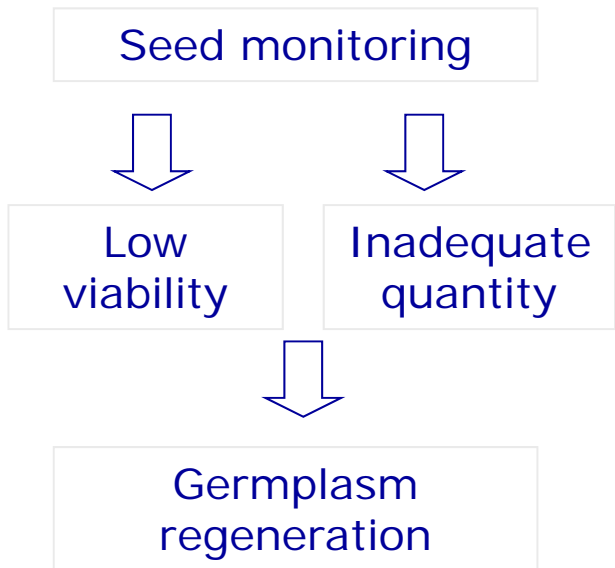 Seed monitoring
Low
viability
Inadequate
quantity
Germplasm
regeneration